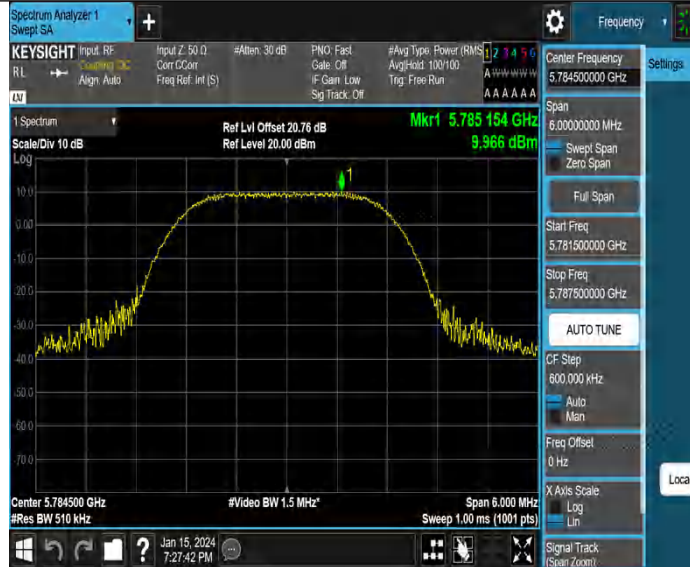 Spectrum Analyzer 1
Swept SA
+
Frequency
KEYSIGHT
Input: RF
Input Z: 50 Ω
#Atten: 30 dB
PNO: Fast
#Avg Type: Power (RMS
1 2 3 4 5 6
RL
Coupling: DC
Corr CCorr
Gate: Off
Avg|Hold: 100/100
A W W W W W
Align: Auto
Freq Ref: Int (S)
IF Gain: Low
Trig: Free Run
Sig Track: Off
A A A A A A
LXI
1 Spectrum
Ref Lvl Offset 20.76 dB
Mkr1 5.785 154 GHz
Scale/Div 10 dB
Ref Level 20.00 dBm
9.966 dBm
Log
1
10.0
0.00
-10.0
-20.0
-30.0
-40.0
-50.0
-60.0
-70.0
Center 5.784500 GHz
#Video BW 1.5 MHz*
Span 6.000 MHz
#Res BW 510 kHz
Sweep 1.00 ms (1001 pts)
?
Jan 15, 2024
7:27:42 PM
Center Frequency
5.784500000 GHz
Settings
Span
6.00000000 MHz
Swept Span
Zero Span
Full Span
Start Freq
5.781500000 GHz
Stop Freq
5.787500000 GHz
AUTO TUNE
CF Step
600.000 kHz
Auto
Man
Freq Offset
0 Hz
Loca
X Axis Scale
Log
Lin
Signal Track
(Span Zoom)